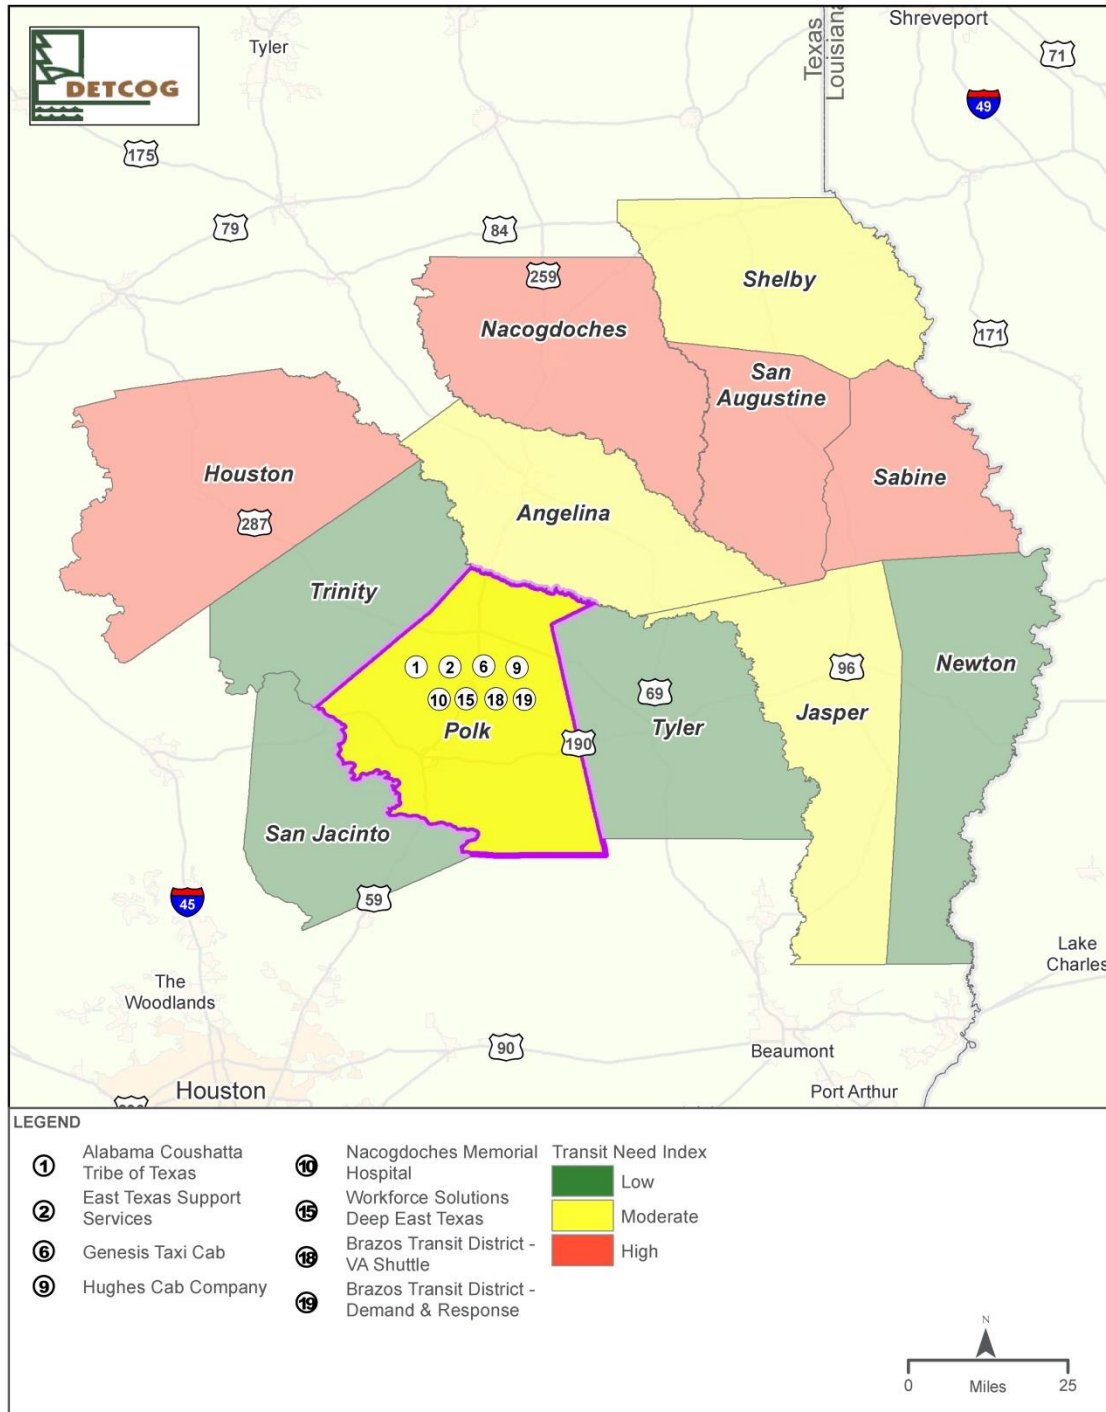 Shreveport
Texas
Louisiana
Tyler
71
DETCOG
49
175
79
84
259
Shelby
Nacogdoches
171
San
Augustine
Houston
Sabine
287
Angelina
Trinity
1 2 6 9
10 15 18 19
Polk
190
69
Tyler
96
Jasper
Newton
San Jacinto
45
59
The
Woodlands
Lake
Charles
90
Beaumont
Houston
Port Arthur
LEGEND
1 Alabama Coushatta
Tribe of Texas
2 East Texas Support
Services
6 Genesis Taxi Cab
9 Hughes Cab Company
10 Nacogdoches Memorial
Hospital
15 Workforce Solutions
Deep East Texas
18 Brazos Transit District -
VA Shuttle
19 Brazos Transit District -
Demand & Response
Transit Need Index
Low
Moderate
High
N
0 Miles 25